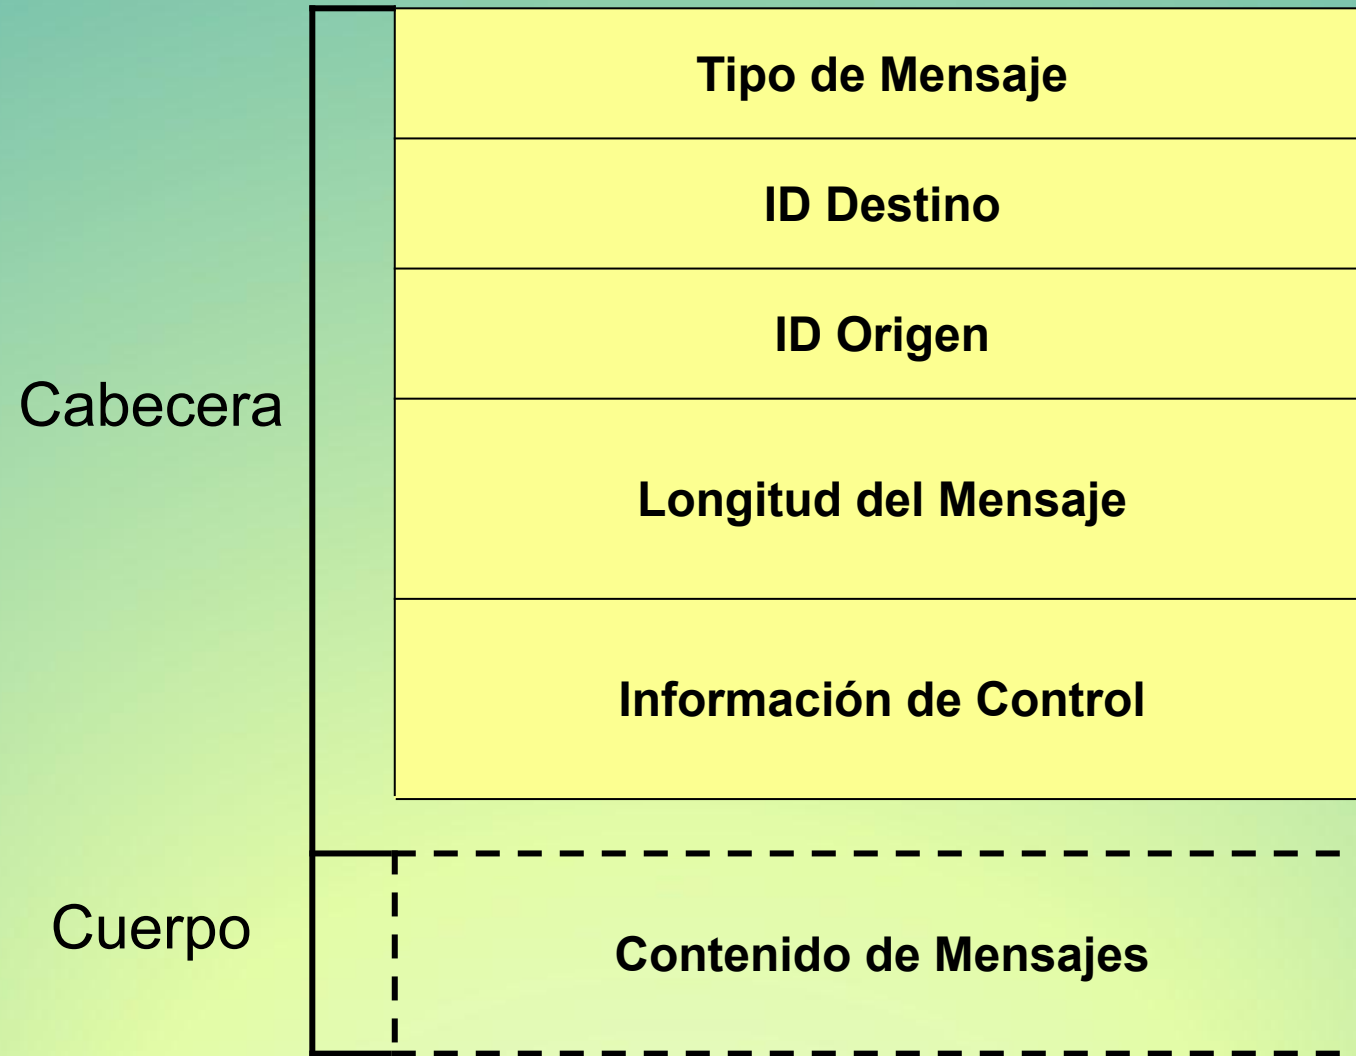 Tipo de Mensaje
ID Destino
ID Origen
Cabecera
Longitud del Mensaje
Información de Control
Cuerpo
Contenido de Mensajes